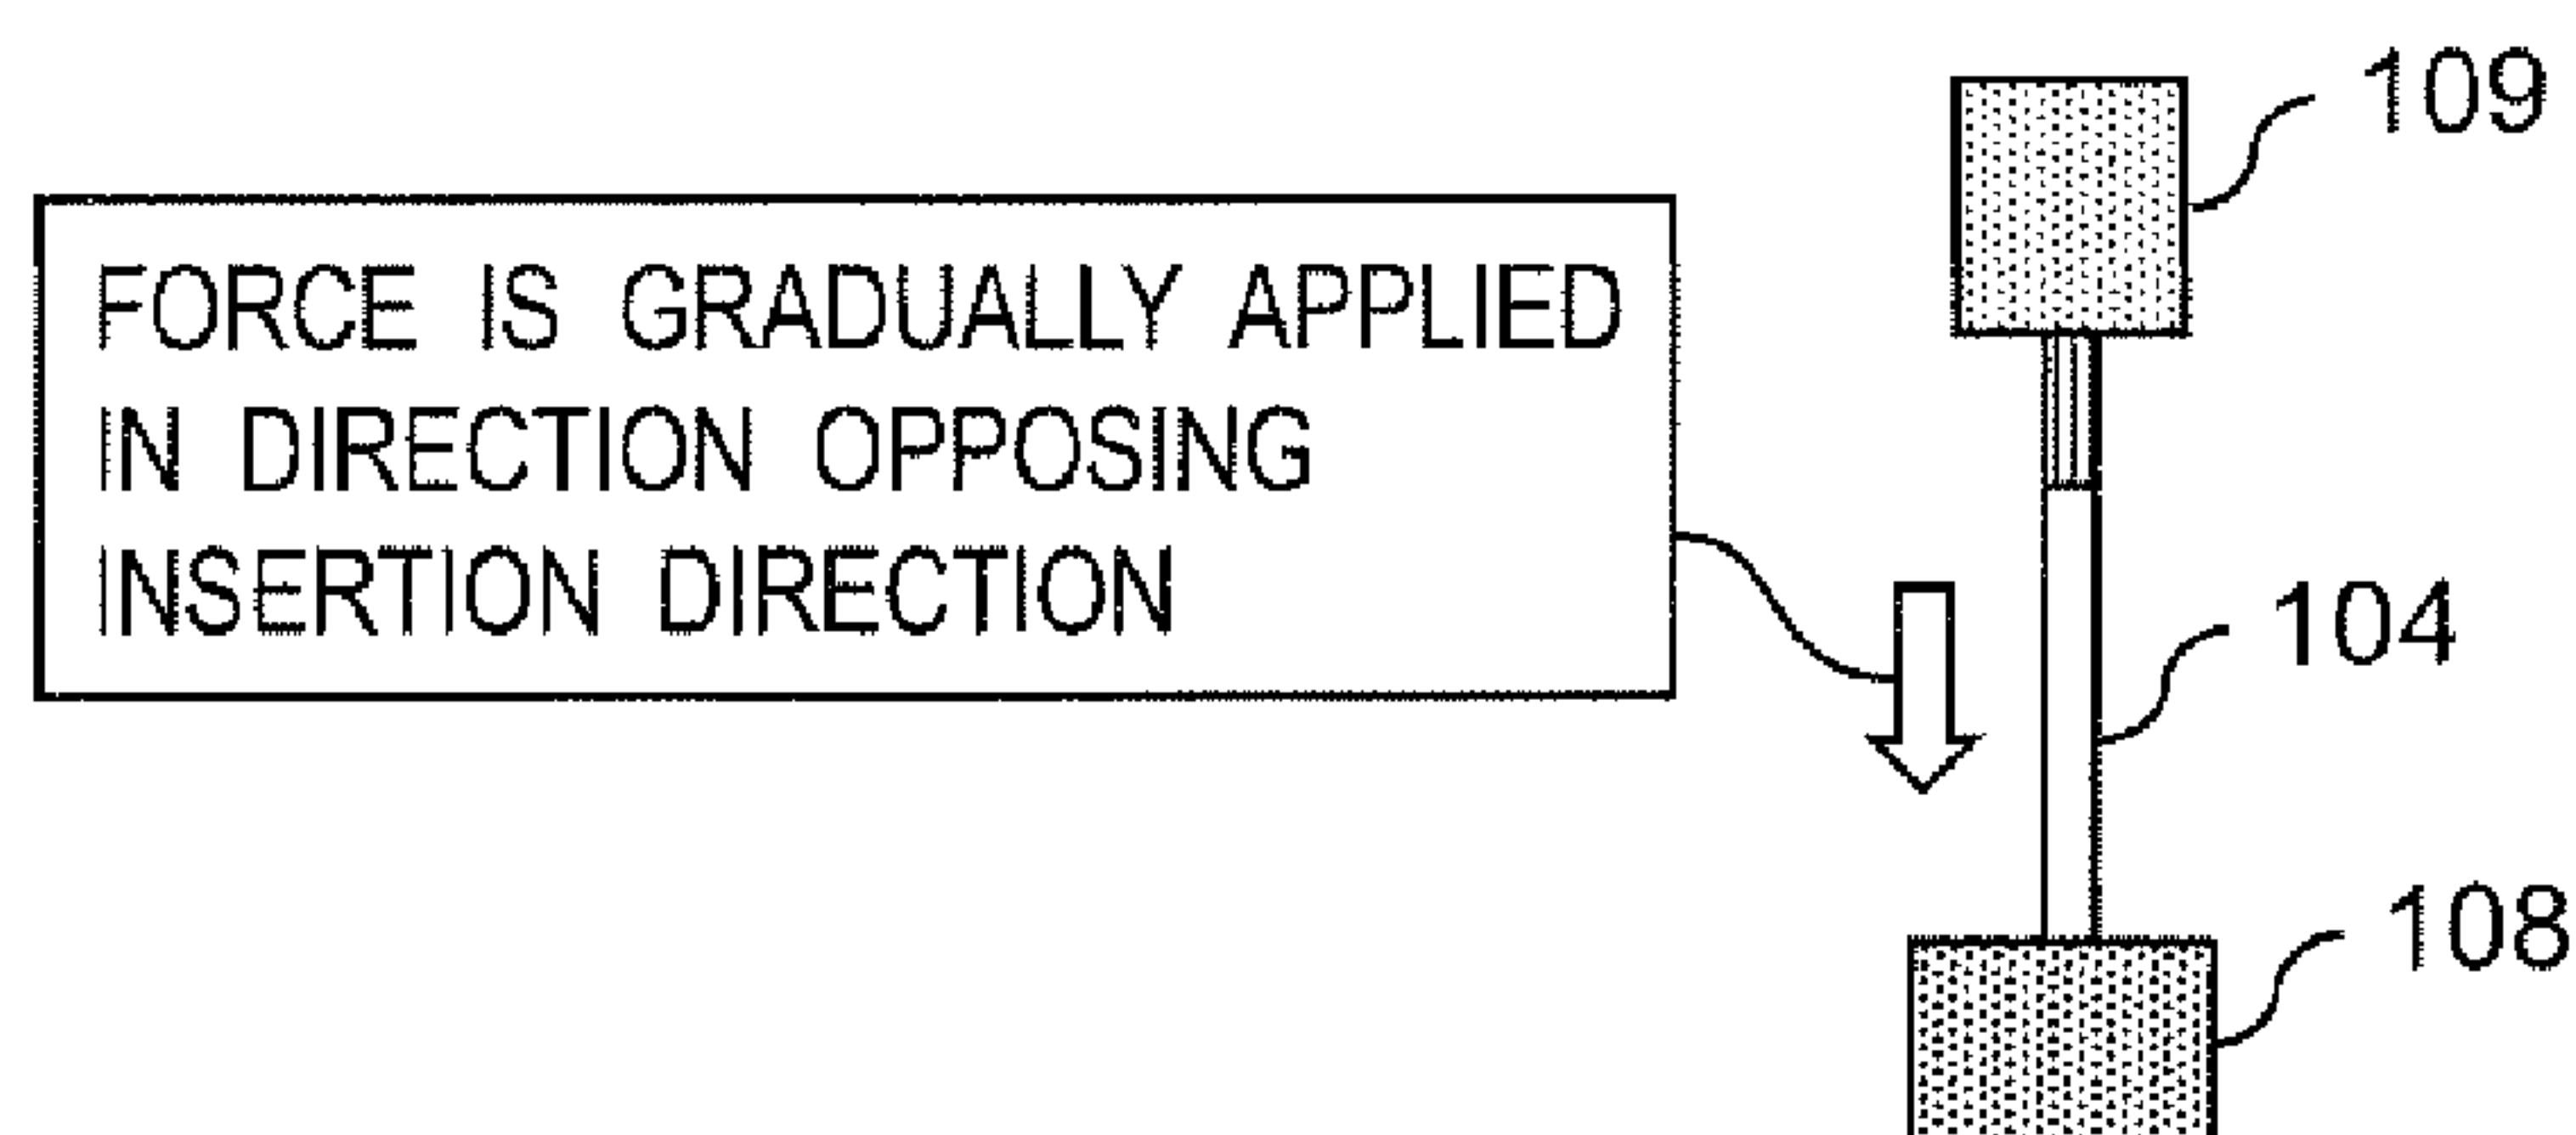 109
FORCE IS GRADUALLY APPLIED
IN DIRECTION OPPOSING
INSERTION DIRECTION
104
108